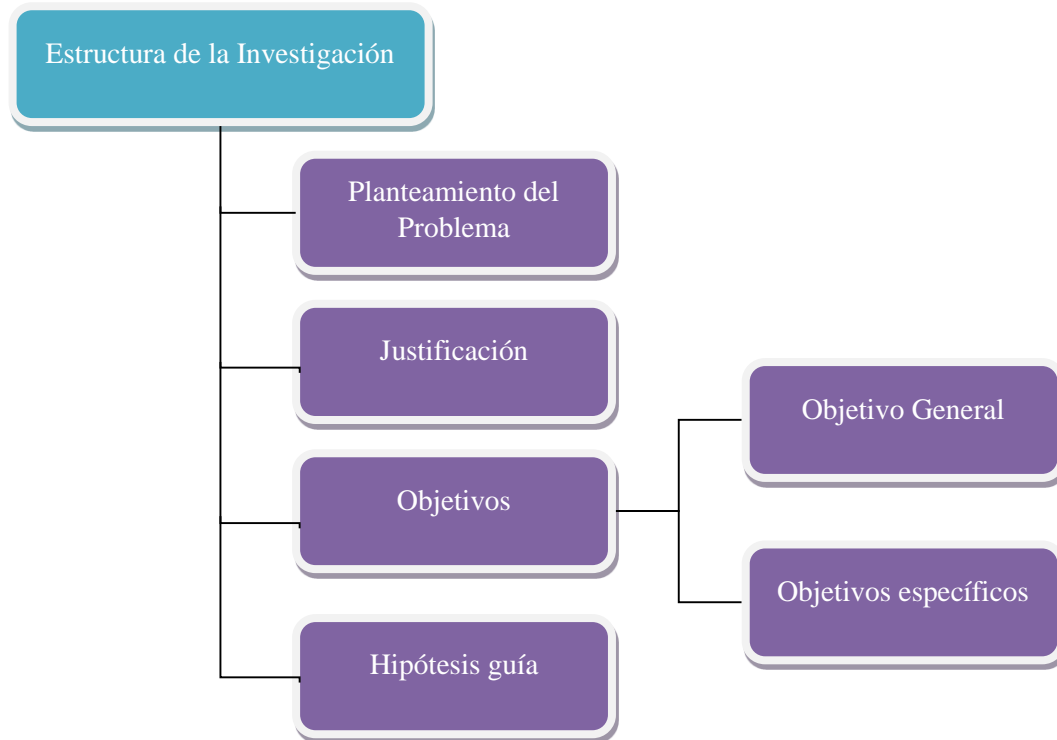 Estructura de la Investigación
Planteamiento del
Problema
Justificación
Objetivos
Objetivo General
Objetivos específicos
Hipótesis guía